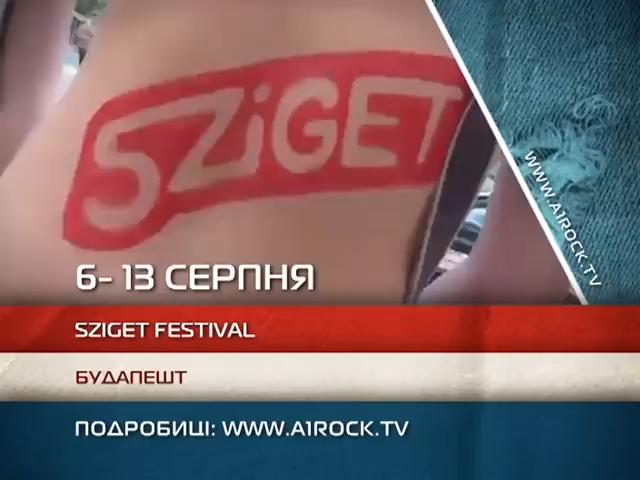 SZiGET
WWW.A1ROCK.TV
6- 13 СЕРПНЯ
SZIGET FESTIVAL
БУДАПЕШТ
ПОДРОБИЦІ: WWW.A1ROCK.TV